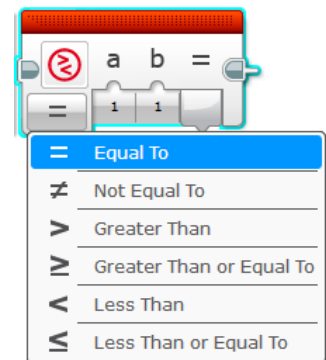 a b =
= 1 1
= Equal To
≠ Not Equal To
> Greater Than
≥ Greater Than or Equal To
< Less Than
≤ Less Than or Equal To